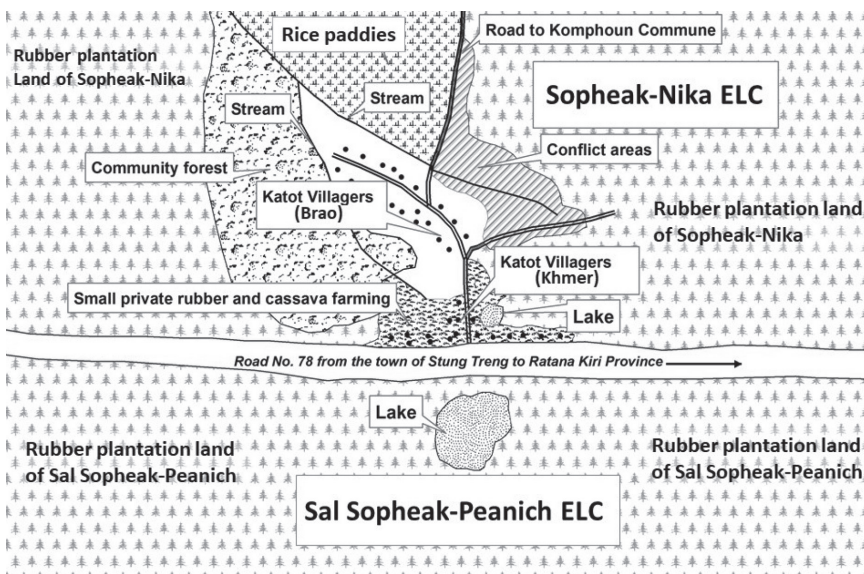 Rubber plantation
Land of Sopheak-Nika
Rice paddies
Road to Komphoun Commune
Sopheak-Nika ELC
Stream
Stream
Conflict areas
Community forest
Katot Villagers
(Brao)
Rubber plantation land
of Sopheak-Nika
Katot Villagers
(Khmer)
Small private rubber and cassava farming
Lake
Road No. 78 from the town of Stung Treng to Ratana Kiri Province
Lake
Rubber plantation land
of Sal Sopheak-Peanich
Rubber plantation land
of Sal Sopheak-Peanich
Sal Sopheak-Peanich ELC